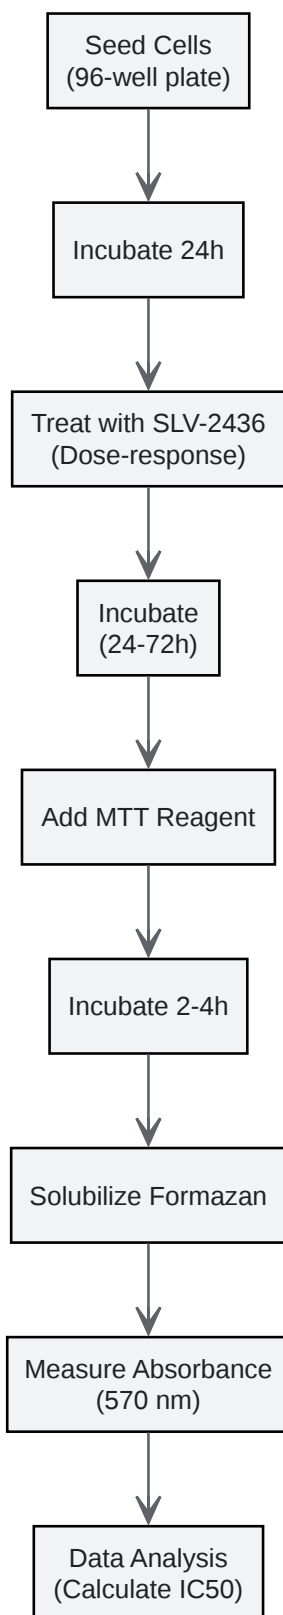 Seed Cells
(96-well plate)
Incubate 24h
Treat with SLV-2436
(Dose-response)
Incubate
(24-72h)
Add MTT Reagent
Incubate 2-4h
Solubilize Formazan
Measure Absorbance
(570 nm)
Data Analysis
(Calculate IC50)